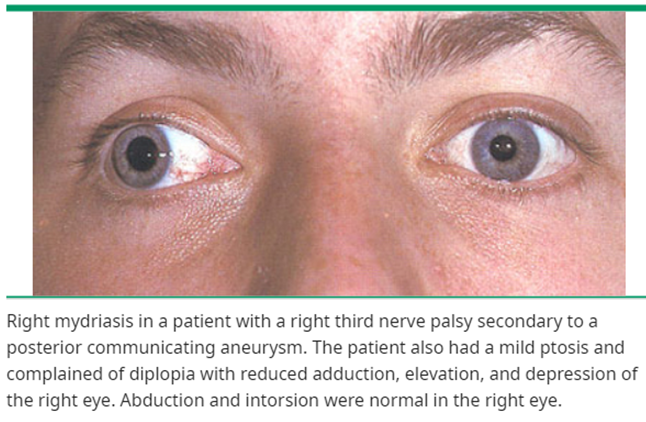 Right mydriasis in a patient with a right third nerve palsy secondary to a
posterior communicating aneurysm. The patient also had a mild ptosis and
complained of diplopia with reduced adduction, elevation, and depression of
the right eye. Abduction and intorsion were normal in the right eye.